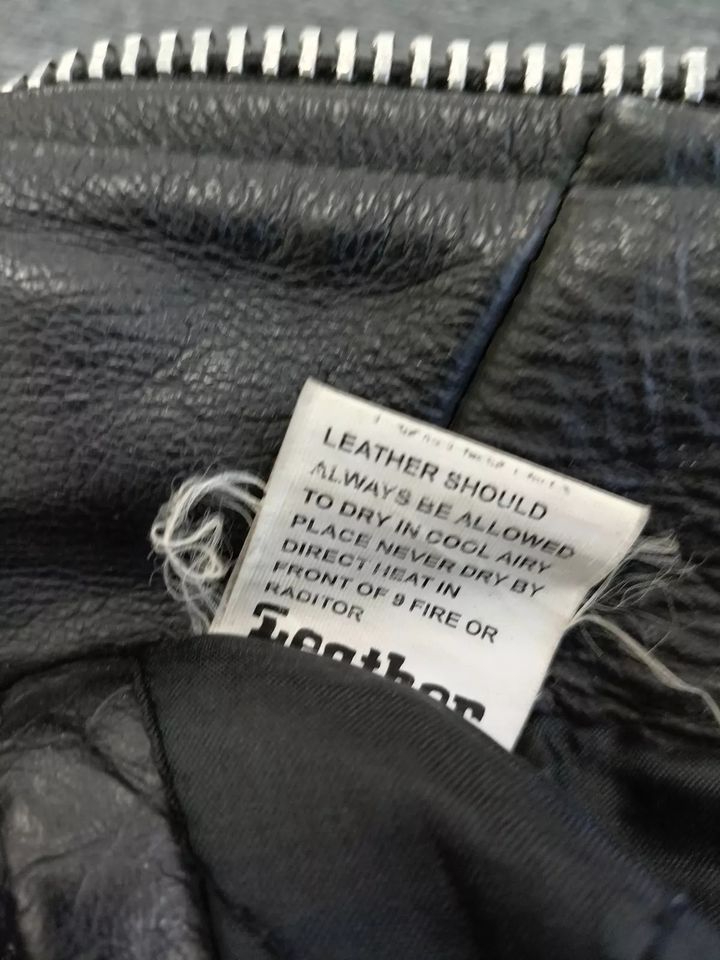 LEATHER SHOULD
ALWAYS BE ALLOWED
TO DRY IN COOL AIRY
PLACE NEVER DRY BY
DIRECT HEAT IN
FRONT OF 9 FIRE OR
RADITOR
Leather